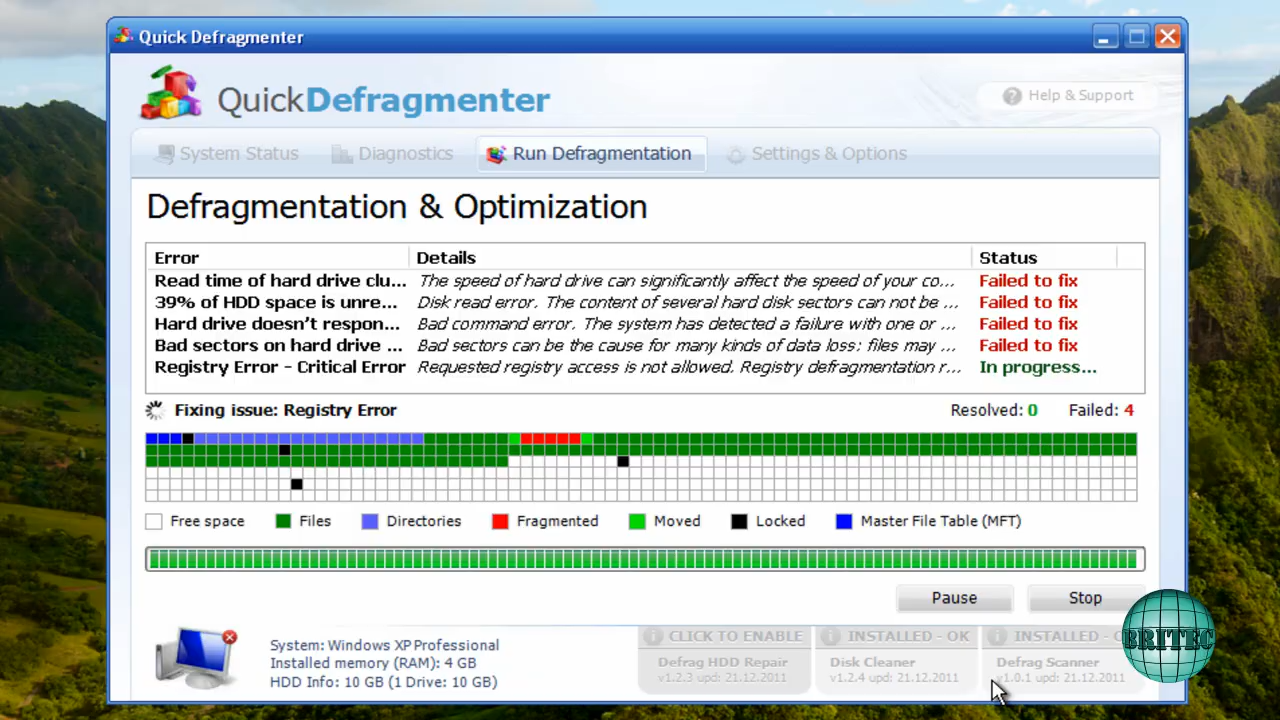 Quick Defragmenter
QuickDefragmenter
Help & Support
System Status Diagnostics Run Defragmentation Settings & Options
Defragmentation & Optimization
Error Details Status
Read time of hard drive clu... The speed of hard drive can significantly affect the speed of your co... Failed to fix
39% of HDD space is unre... Disk read error. The content of several hard disk sectors can not be ... Failed to fix
Hard drive doesn't respon... Bad command error. The system has detected a failure with one or ... Failed to fix
Bad sectors on hard drive ... Bad sectors can be the cause for many kinds of data loss: files may ... Failed to fix
Registry Error - Critical Error Requested registry access is not allowed. Registry defragmentation r... In progress...
Fixing issue: Registry Error Resolved: 0 Failed: 4
Free space Files Directories Fragmented Moved Locked Master File Table (MFT)
Pause Stop
CLICK TO ENABLE INSTALLED - OK INSTALLED -
BRITEC
System: Windows XP Professional
Defrag HDD Repair Disk Cleaner Defrag Scanner
Installed memory (RAM): 4 GB
v1.2.3 upd: 21.12.2011 v1.2.4 upd: 21.12.2011 v1.0.1 upd: 21.12.2011
HDD Info: 10 GB (1 Drive: 10 GB)